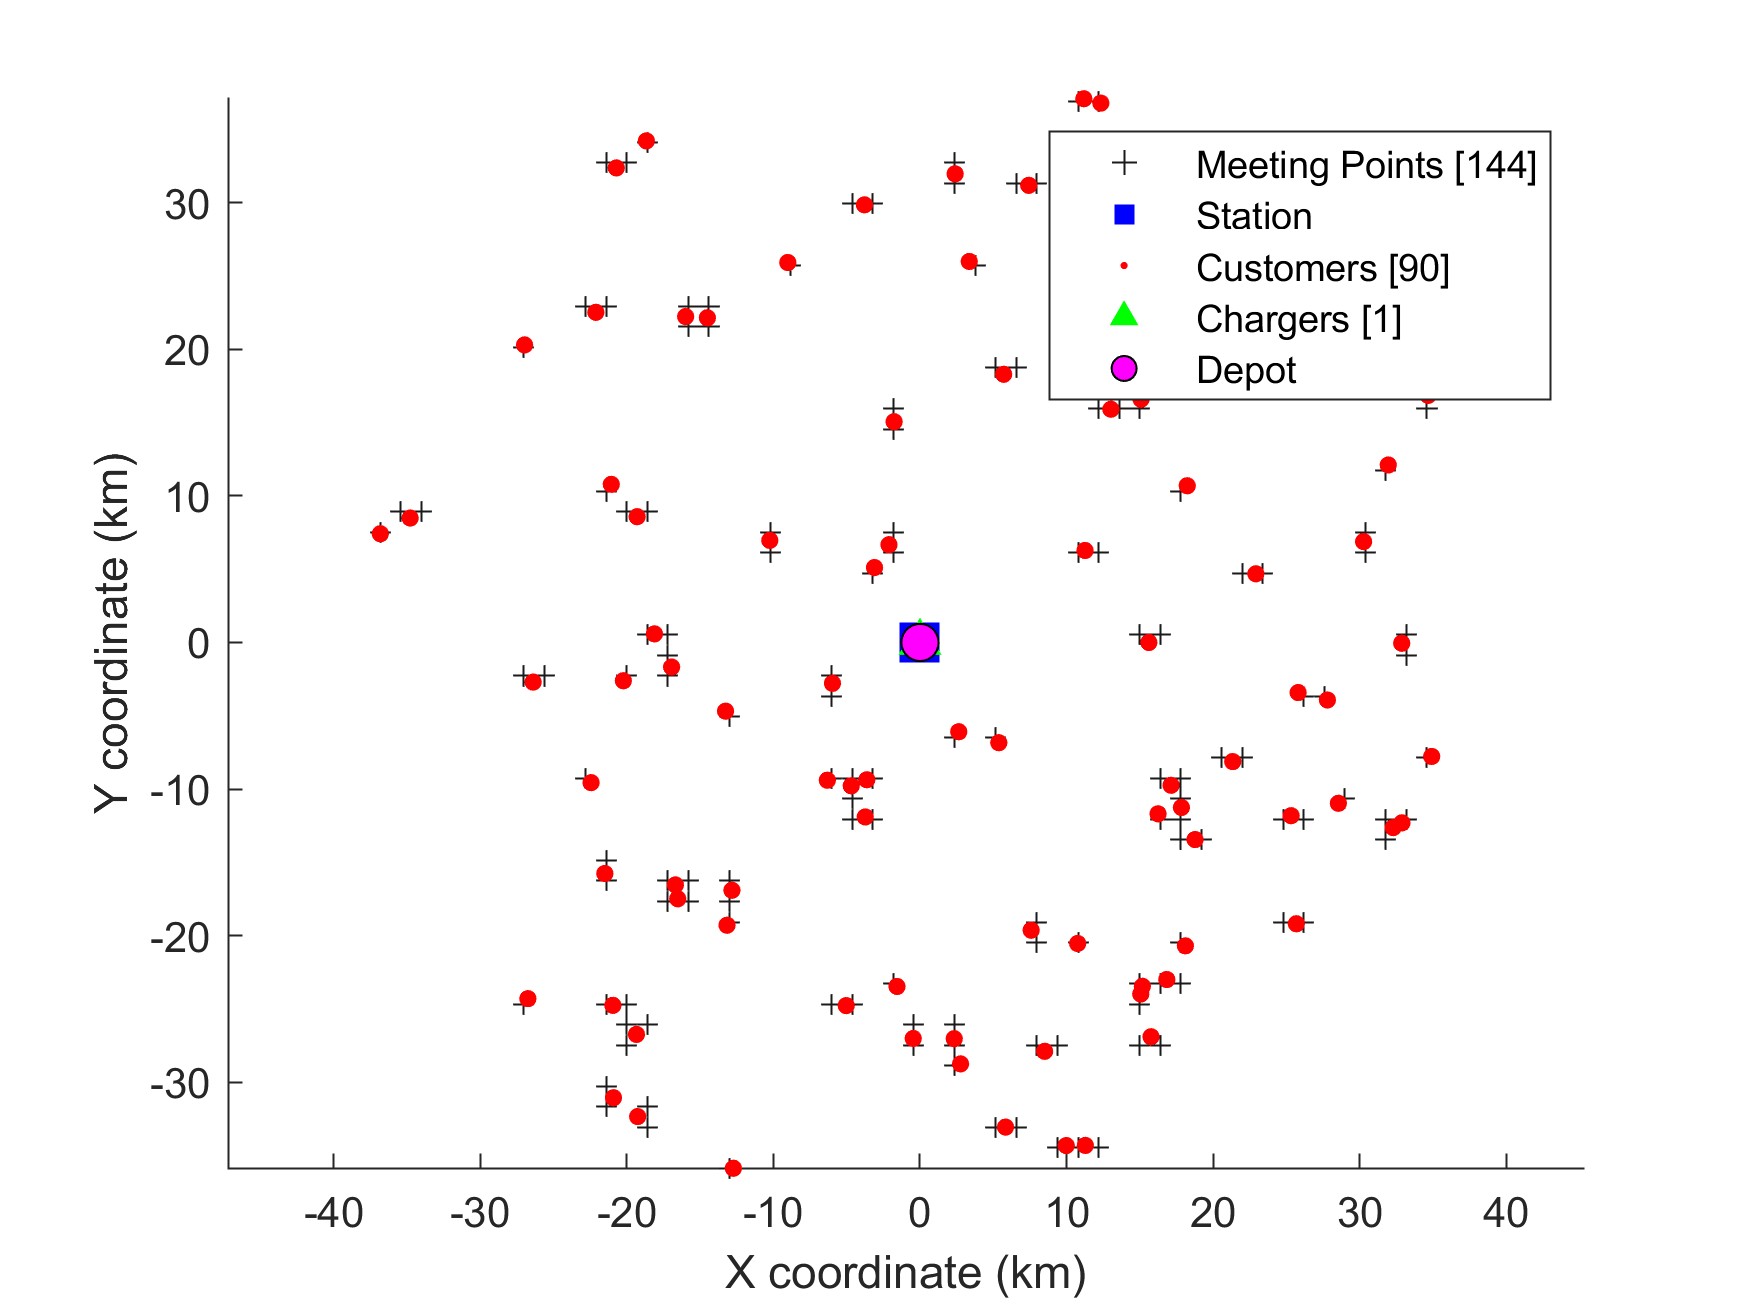 30
20
10
0
-10
-20
-30
Y coordinate (km)
Meeting Points [144]
Station
Customers [90]
Chargers [1]
Depot
-40 -30 -20 -10 0 10 20 30 40
X coordinate (km)